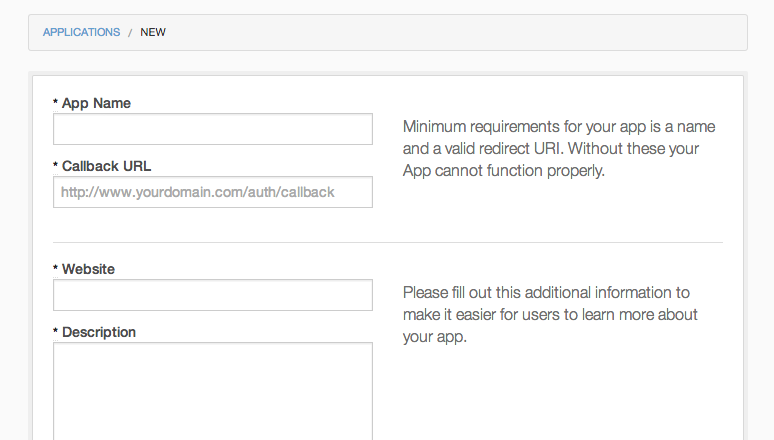 APPLICATIONS / NEW
* App Name
Minimum requirements for your app is a name
and a valid redirect URI. Without these your
App cannot function properly.
* Callback URL
http://www.yourdomain.com/auth/callback
* Website
Please fill out this additional information to
make it easier for users to learn more about
your app.
* Description